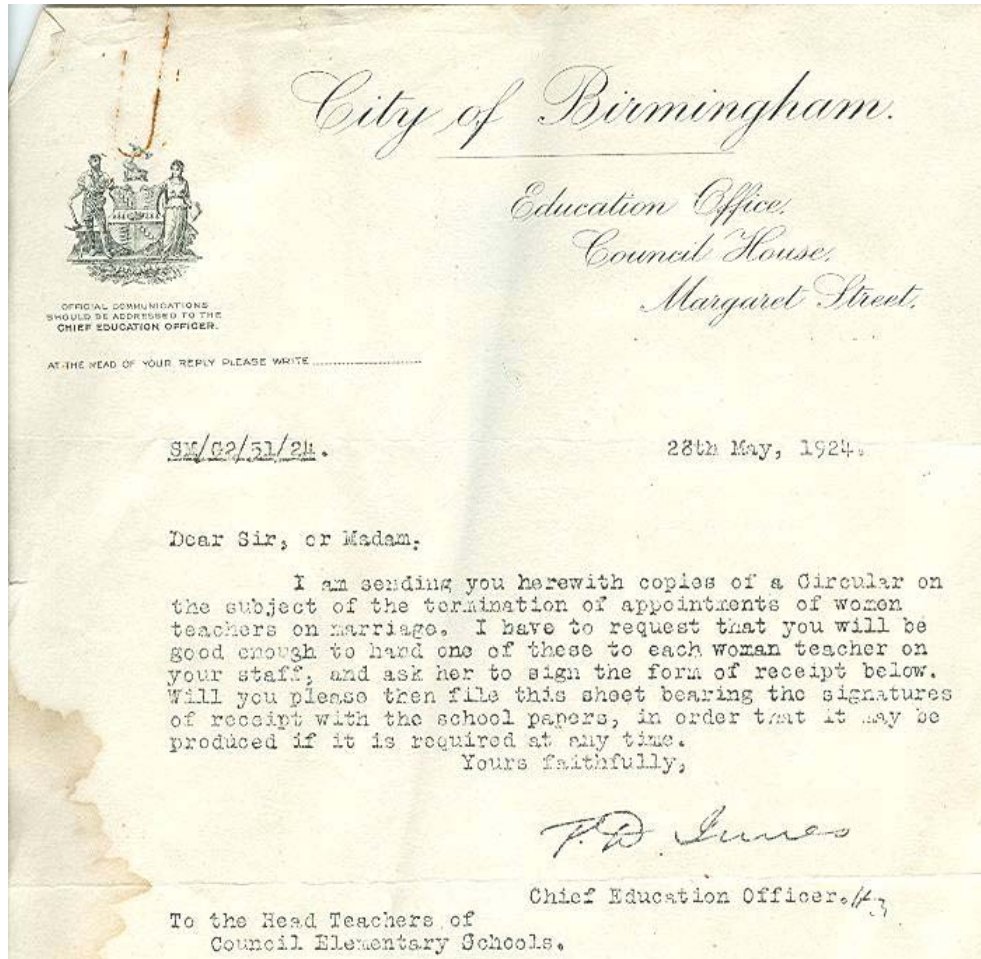 City of Birmingham.
Education Office,
Council House,
Margaret Street.
OFFICIAL COMMUNICATIONS
SHOULD BE ADDRESSED TO THE
CHIEF EDUCATION OFFICER.
AT THE HEAD OF YOUR REPLY PLEASE WRITE ........................
SM/G2/51/24.
28th May, 1924.
Dear Sir, or Madam,
I am sending you herewith copies of a Circular on
the subject of the termination of appointments of women
teachers on marriage. I have to request that you will be
good enough to hand one of these to each woman teacher on
your staff, and ask her to sign the form of receipt below.
Will you please then file this sheet bearing the signatures
of receipt with the school papers, in order that it may be
produced if it is required at any time.
Yours faithfully,
P.D. Innes
Chief Education Officer.
To the Head Teachers of
Council Elementary Schools.